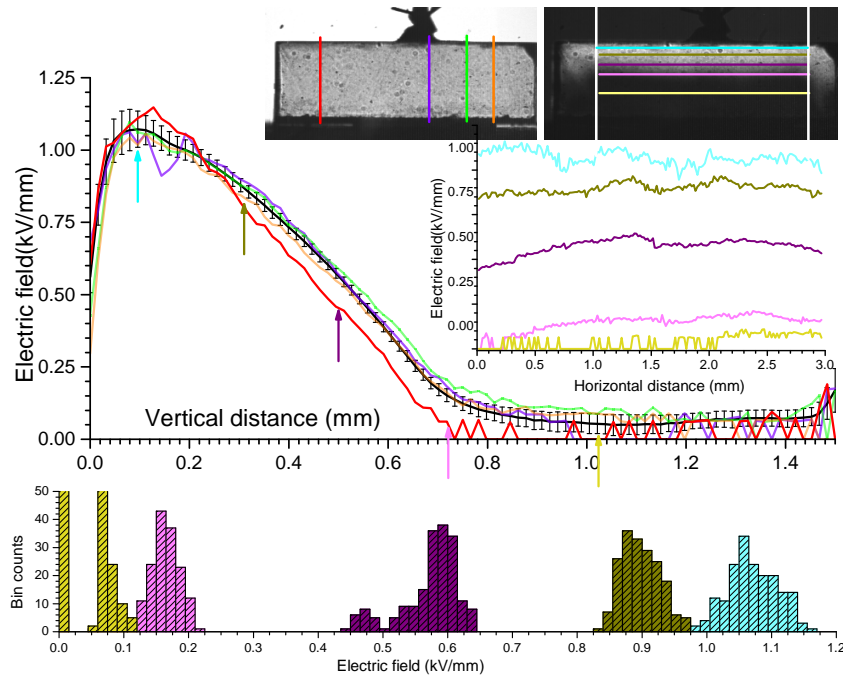 1.25
1.00
0.75
0.50
0.25
0.00
Electric field(kV/mm)
Vertical distance (mm)
0.0 0.2 0.4 0.6 0.8 1.0 1.2 1.4
1.00
0.75
0.50
0.25
0.00
Electric field(kV/mm)
0.0 0.5 1.0 1.5 2.0 2.5 3.0
Horizontal distance (mm)
50
40
30
20
10
0
Bin counts
0.0 0.1 0.2 0.3 0.4 0.5 0.6 0.7 0.8 0.9 1.0 1.1 1.2
Electric field (kV/mm)